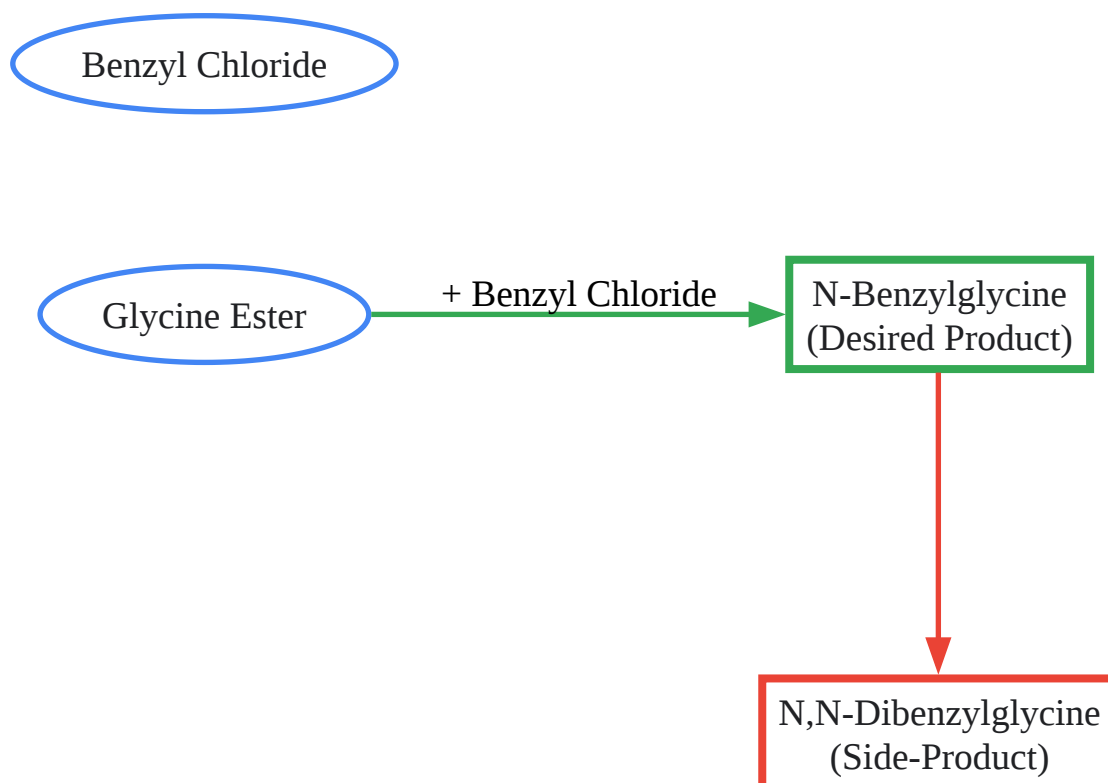 Benzyl Chloride
+ Benzyl Chloride
Glycine Ester
N-Benzylglycine
(Desired Product)
N,N-Dibenzylglycine
(Side-Product)